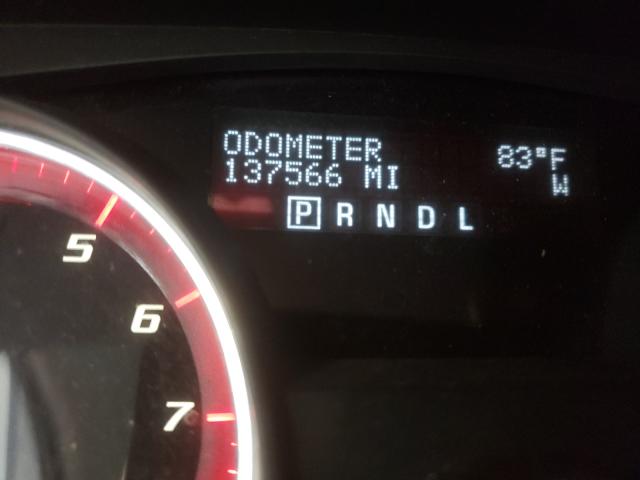 ODOMETER 83°F
137566 MI W
P R N D L
5
6
7